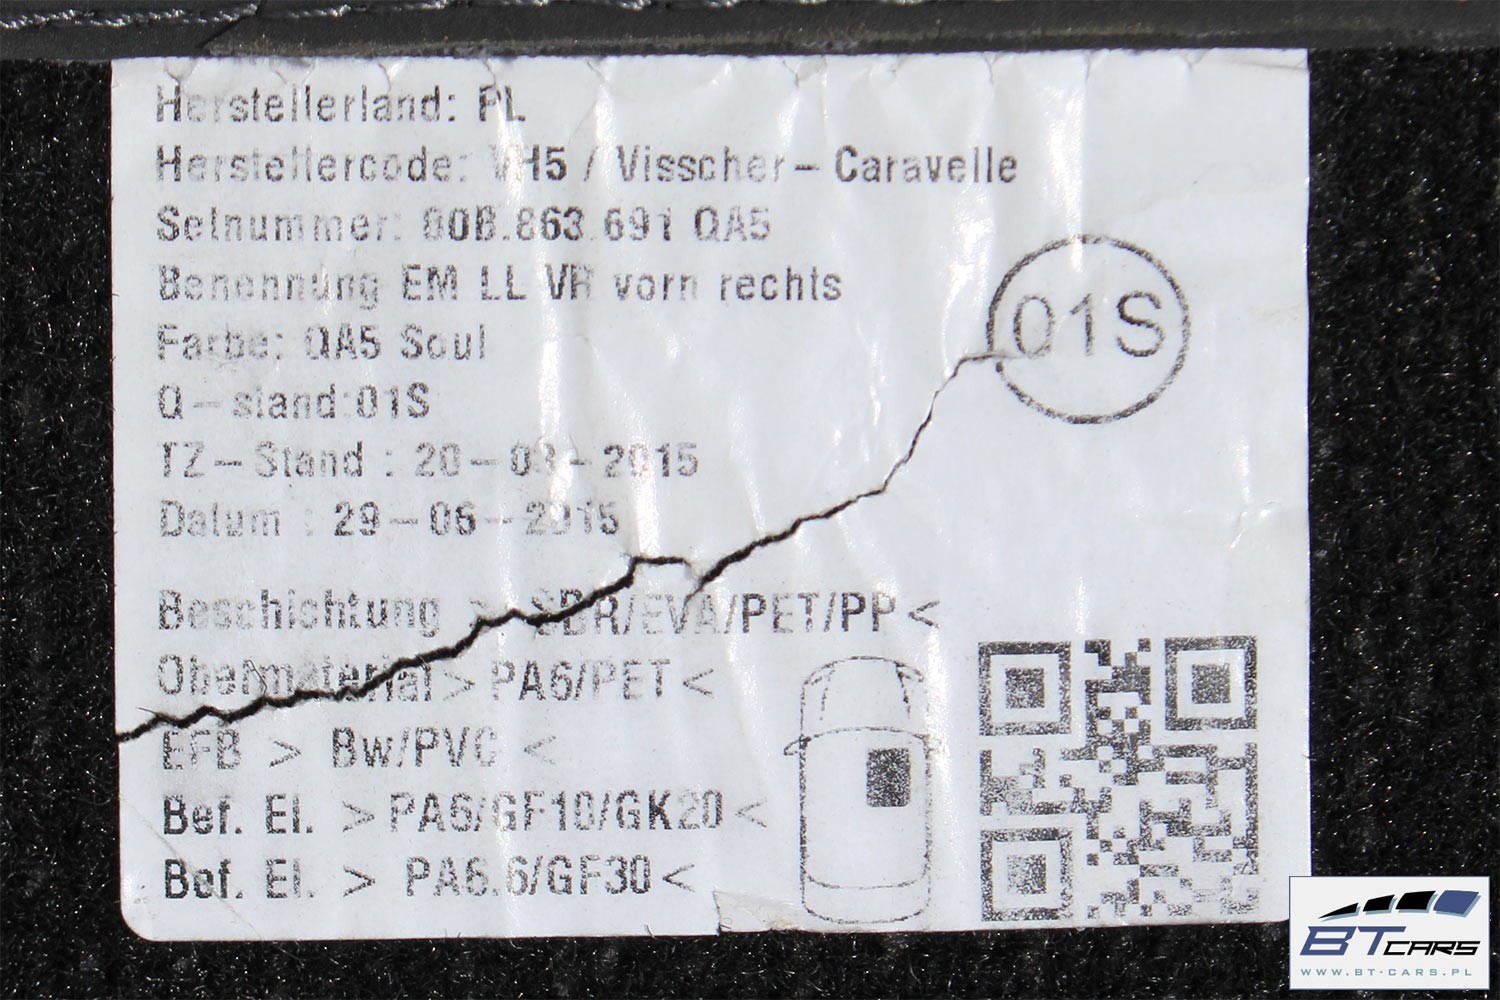 Herstellerland: PL
Herstellercode: VH5 / Visscher-Caravelle
Setnummer: 80B.863.691 QA5
Benennung EM LL VR vorn rechts
Farbe: QA5 Soul
Q-stand:01S
01S
TZ-Stand : 20-03-2015
Datum : 29-06-2015
Beschichtung > SBR/EVA/PET/PP <
Obermaterial > PA6/PET <
EFB > Bw/PVC <
Bef. El. > PA6/GF10/GK20 <
Bef. El. > PA6.6/GF30 <
BT CARS
WWW.BT-CARS.PL